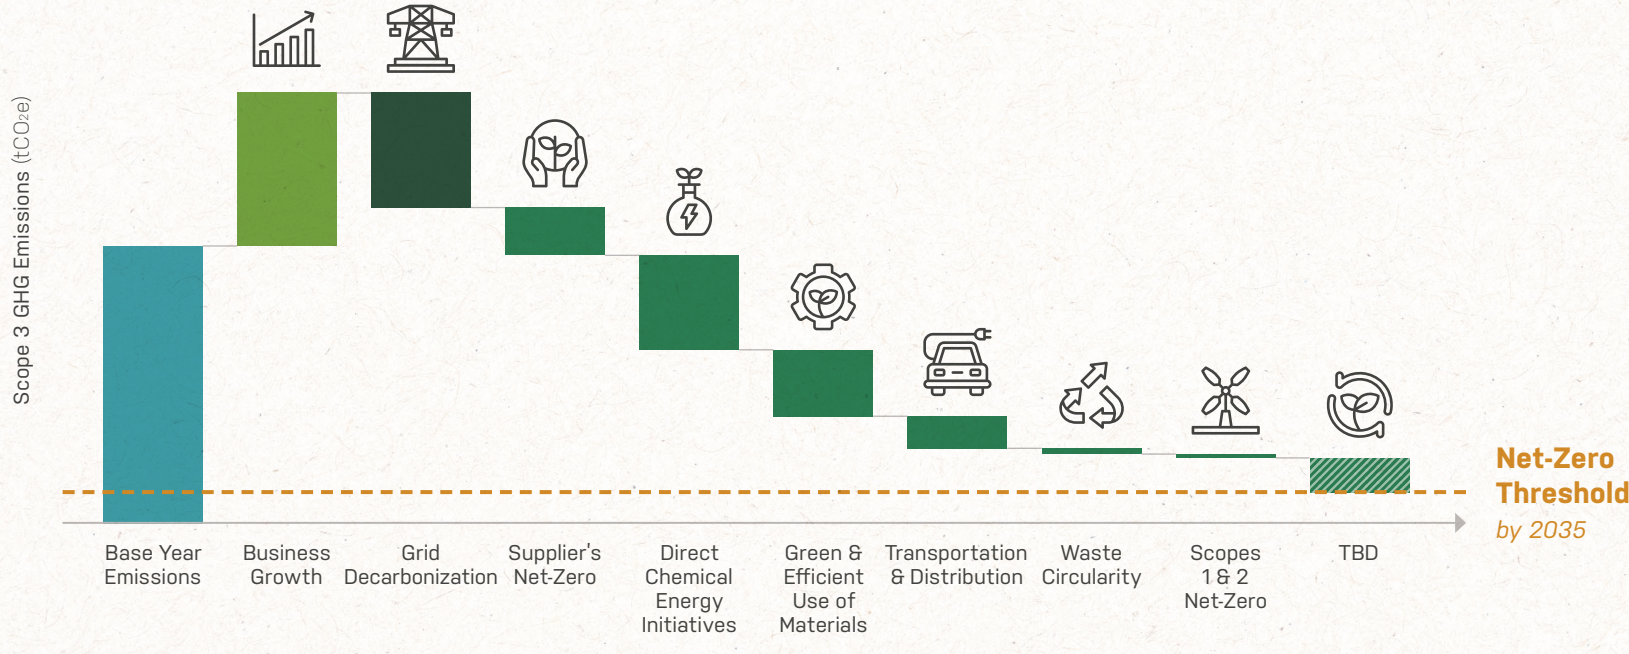 Scope 3 GHG Emissions (tCO₂e)
Net-Zero
Threshold
by 2035
Base Year
Emissions
Business
Growth
Grid
Decarbonization
Supplier's
Net-Zero
Direct
Chemical
Energy
Initiatives
Green &
Efficient
Use of
Materials
Transportation
& Distribution
Waste
Circularity
Scopes
1 & 2
Net-Zero
TBD